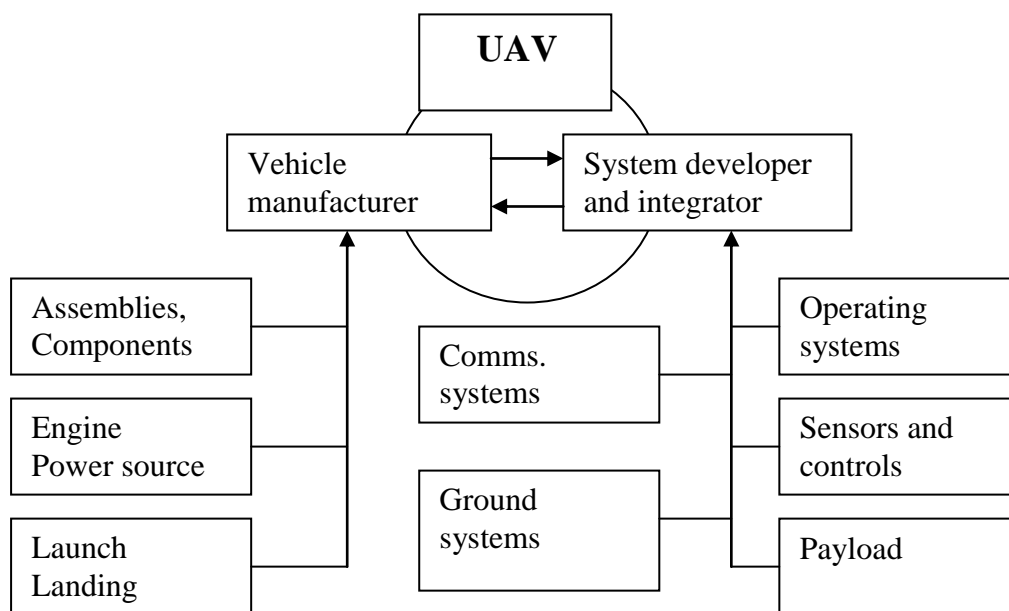 UAV
Vehicle
manufacturer
System developer
and integrator
Assemblies,
Components
Comms.
systems
Operating
systems
Engine
Power source
Ground
systems
Sensors and
controls
Launch
Landing
Payload